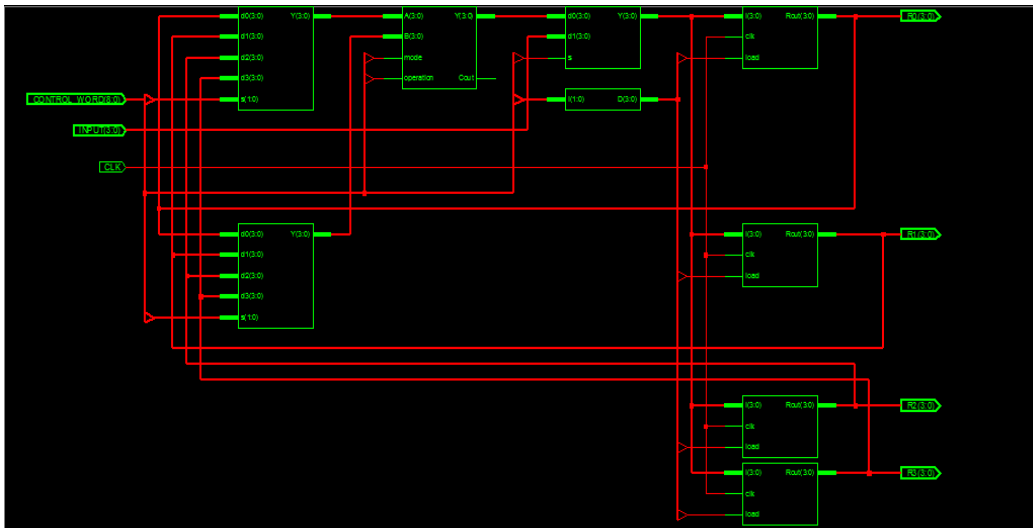 d0(3:0) Y(3:0) A(3:0) Y(3:0) d0(3:0) Y(3:0) I(3:0) Rout(3:0) R0(3:0)
d1(3:0) B(3:0) d1(3:0) clk
d2(3:0) mode s load
d3(3:0) operation Cout
CONTROL_WORD(8:0) s(1:0) I(1:0) D(3:0)
INPUT(3:0)
CLK
d0(3:0) Y(3:0) I(3:0) Rout(3:0) R1(3:0)
d1(3:0) clk
d2(3:0) load
d3(3:0)
s(1:0)
I(3:0) Rout(3:0) R2(3:0)
clk
load
I(3:0) Rout(3:0) R3(3:0)
clk
load